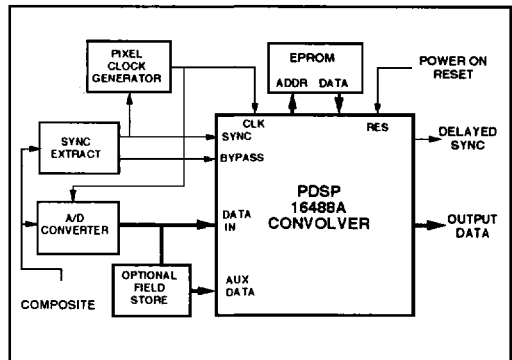 PIXEL
CLOCK
GENERATOR
EPROM
ADDR DATA
POWER ON
RESET
SYNC
EXTRACT
CLK
SYNC
RES
DELAYED
SYNC
BYPASS
PDSP
16488A
CONVOLVER
A/D
CONVERTER
DATA
IN
OUTPUT
DATA
OPTIONAL
FIELD
STORE
AUX
DATA
COMPOSITE